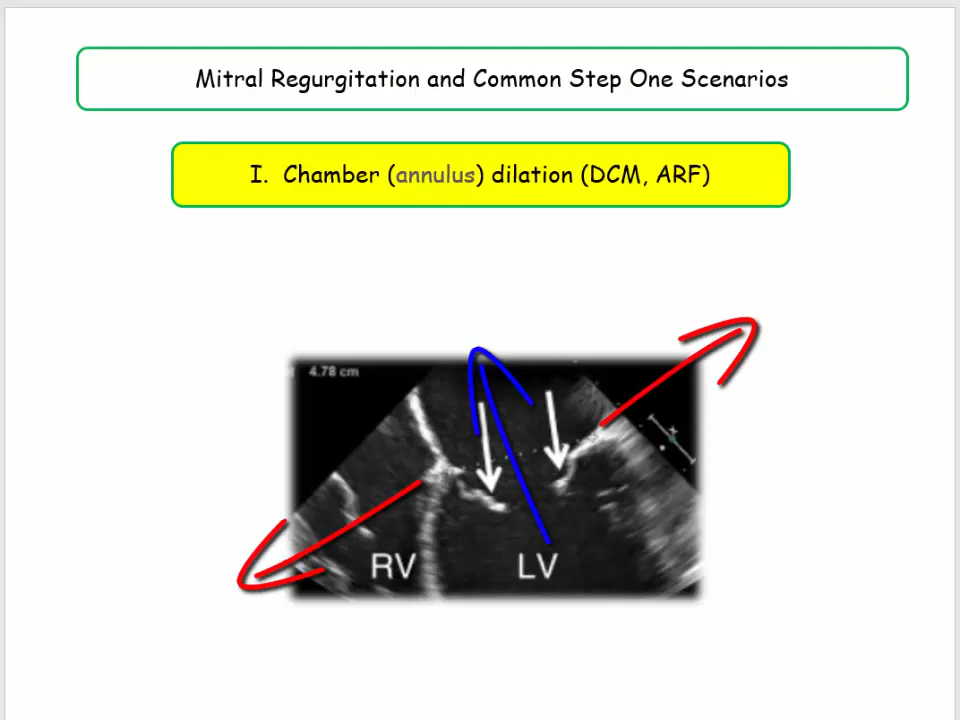 Mitral Regurgitation and Common Step One Scenarios
I. Chamber (annulus) dilation (DCM, ARF)
4.78 cm
RV LV